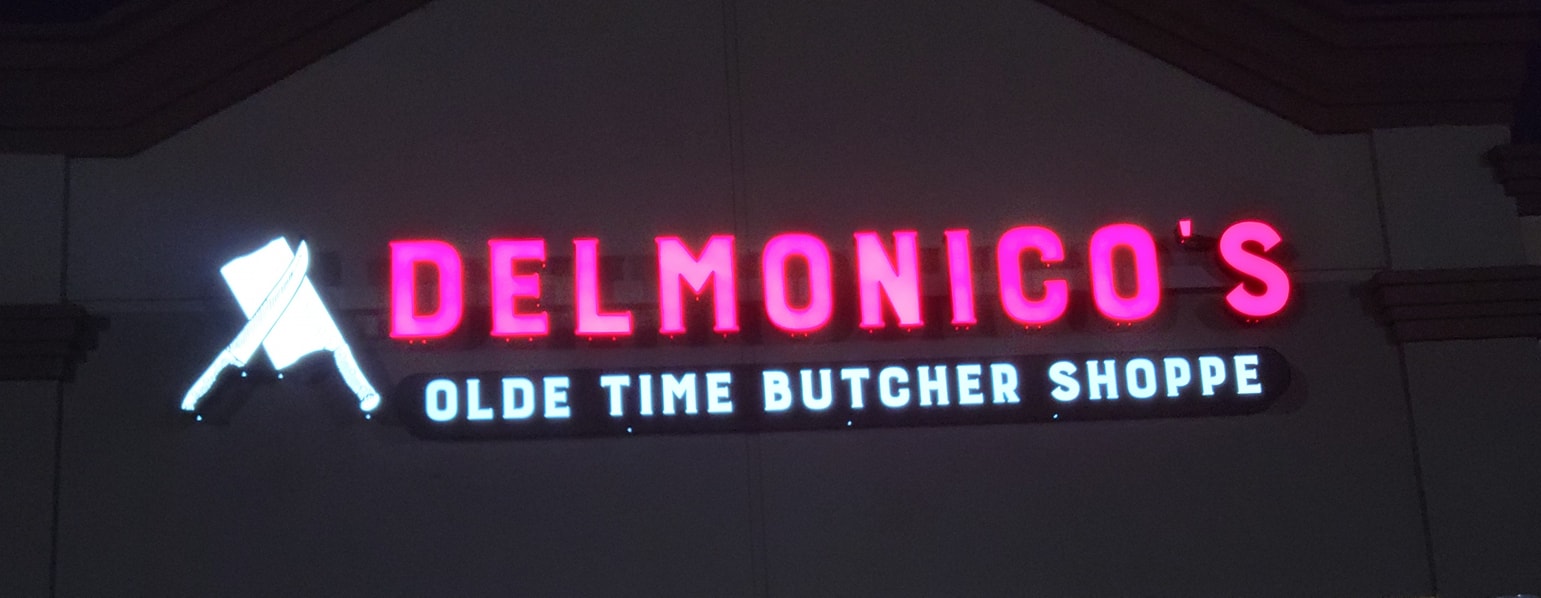 DELMONICO'S
OLDE TIME BUTCHER SHOPPE